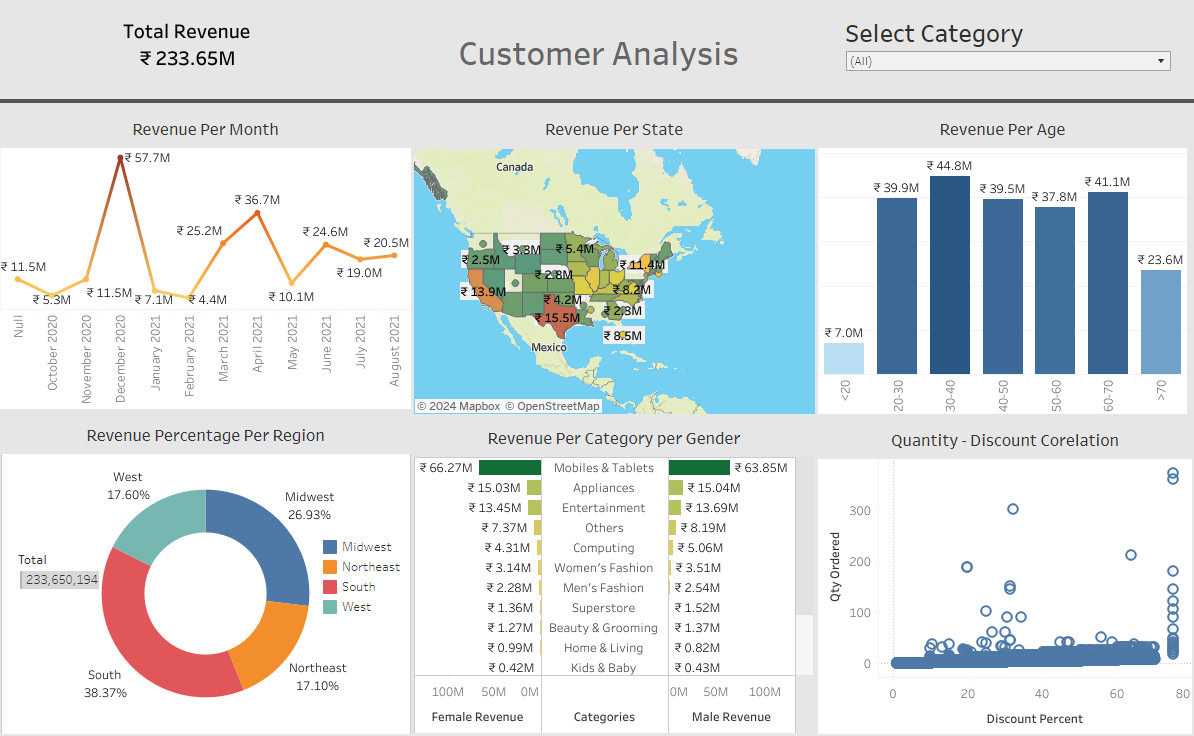 Total Revenue
₹ 233.65M
Customer Analysis
Select Category
(All)
Revenue Per Month
₹ 57.7M
₹ 36.7M
₹ 25.2M
₹ 24.6M
₹ 20.5M
₹ 11.5M
₹ 19.0M
₹ 5.3M
₹ 11.5M
₹ 7.1M
₹ 4.4M
₹ 10.1M
Null
October 2020
November 2020
December 2020
January 2021
February 2021
March 2021
April 2021
May 2021
June 2021
July 2021
August 2021
Revenue Per State
Canada
₹ 3.3M
₹ 5.4M
₹ 2.5M
₹ 11.4M
₹ 2.8M
₹ 13.9M
₹ 8.2M
₹ 4.2M
₹ 2.3M
₹ 15.5M
₹ 8.5M
Mexico
© 2024 Mapbox © OpenStreetMap
Revenue Per Age
₹ 39.9M
₹ 44.8M
₹ 39.5M
₹ 37.8M
₹ 41.1M
₹ 23.6M
₹ 7.0M
<20
20-30
30-40
40-50
50-60
60-70
>70
Revenue Percentage Per Region
West
17.60%
Midwest
26.93%
Total
233,650,194
Midwest
Northeast
South
West
South
38.37%
Northeast
17.10%
Revenue Per Category per Gender
₹ 66.27M Mobiles & Tablets ₹ 63.85M
₹ 15.03M Appliances ₹ 15.04M
₹ 13.45M Entertainment ₹ 13.69M
₹ 7.37M Others ₹ 8.19M
₹ 4.31M Computing ₹ 5.06M
₹ 3.14M Women's Fashion ₹ 3.51M
₹ 2.28M Men's Fashion ₹ 2.54M
₹ 1.36M Superstore ₹ 1.52M
₹ 1.27M Beauty & Grooming ₹ 1.37M
₹ 0.99M Home & Living ₹ 0.82M
₹ 0.42M Kids & Baby ₹ 0.43M
100M 50M 0M 0M 50M 100M
Female Revenue Categories Male Revenue
Quantity - Discount Corelation
Qty Ordered
300
200
100
0
0 20 40 60 80
Discount Percent